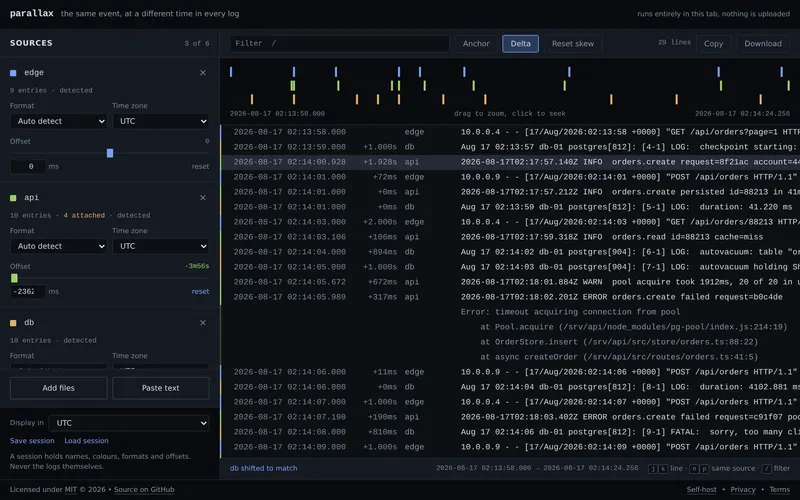 parallax the same event, at a different time in every log
runs entirely in this tab, nothing is uploaded
SOURCES 3 of 6
edge
9 entries · detected
Format Time zone
Auto detect UTC
Offset 0
0 ms reset
api
10 entries · 4 attached · detected
Format Time zone
Auto detect UTC
Offset -3m56s
-2362 ms reset
db
10 entries · detected
Format Time zone
Add files Paste text
Display in UTC
Save session Load session
A session holds names, colours, formats and offsets.
Never the logs themselves.
Filter /
Anchor Delta Reset skew 29 lines Copy Download
2026-08-17 02:13:58.000 drag to zoom, click to seek 2026-08-17 02:14:24.258
2026-08-17 02:13:58.000 edge 10.0.0.4 - - [17/Aug/2026:02:13:58 +0000] "GET /api/orders?page=1 HTTP
2026-08-17 02:13:59.000 +1.000s db Aug 17 02:13:57 db-01 postgres[812]: [4-1] LOG: checkpoint starting:
2026-08-17 02:14:00.928 +1.928s api 2026-08-17T02:17:57.140Z INFO orders.create request=8f21ac account=44
2026-08-17 02:14:01.000 +72ms edge 10.0.0.9 - - [17/Aug/2026:02:14:01 +0000] "POST /api/orders HTTP/1.1"
2026-08-17 02:14:01.000 +0ms api 2026-08-17T02:17:57.212Z INFO orders.create persisted id=88213 in 41m
2026-08-17 02:14:01.000 +0ms db Aug 17 02:13:59 db-01 postgres[812]: [5-1] LOG: duration: 41.220 ms
2026-08-17 02:14:03.000 +2.000s edge 10.0.0.4 - - [17/Aug/2026:02:14:03 +0000] "GET /api/orders/88213 HTTP
2026-08-17 02:14:03.106 +106ms api 2026-08-17T02:17:59.318Z INFO orders.read id=88213 cache=miss
2026-08-17 02:14:04.000 +894ms db Aug 17 02:14:02 db-01 postgres[904]: [6-1] LOG: autovacuum: table "or
2026-08-17 02:14:05.000 +1.000s db Aug 17 02:14:03 db-01 postgres[904]: [7-1] LOG: autovacuum holding Sh
2026-08-17 02:14:05.672 +672ms api 2026-08-17T02:18:01.884Z WARN pool acquire took 1912ms, 20 of 20 in u
2026-08-17 02:14:05.989 +317ms api 2026-08-17T02:18:02.201Z ERROR orders.create failed request=b0c4de
Error: timeout acquiring connection from pool
at Pool.acquire (/srv/api/node_modules/pg-pool/index.js:214:19)
at OrderStore.insert (/srv/api/src/store/orders.ts:88:22)
at async createOrder (/srv/api/src/routes/orders.ts:41:5)
2026-08-17 02:14:06.000 +11ms edge 10.0.0.9 - - [17/Aug/2026:02:14:06 +0000] "POST /api/orders HTTP/1.1"
2026-08-17 02:14:06.000 +0ms db Aug 17 02:14:04 db-01 postgres[812]: [8-1] LOG: duration: 4102.881 ms
2026-08-17 02:14:07.000 +1.000s edge 10.0.0.4 - - [17/Aug/2026:02:14:07 +0000] "POST /api/orders HTTP/1.1"
2026-08-17 02:14:07.190 +190ms api 2026-08-17T02:18:03.402Z ERROR orders.create failed request=c91f07 poo
2026-08-17 02:14:08.000 +810ms db Aug 17 02:14:06 db-01 postgres[812]: [9-1] FATAL: sorry, too many cli
2026-08-17 02:14:09.000 +1.000s edge 10.0.0.9 - - [17/Aug/2026:02:14:09 +0000] "POST /api/orders HTTP/1.1"
db shifted to match 2026-08-17 02:13:58.000 – 2026-08-17 02:14:24.258 j k line · n p same source · / filter
Licensed under MIT © 2026 · Source on GitHub
Self-host · Privacy · Terms